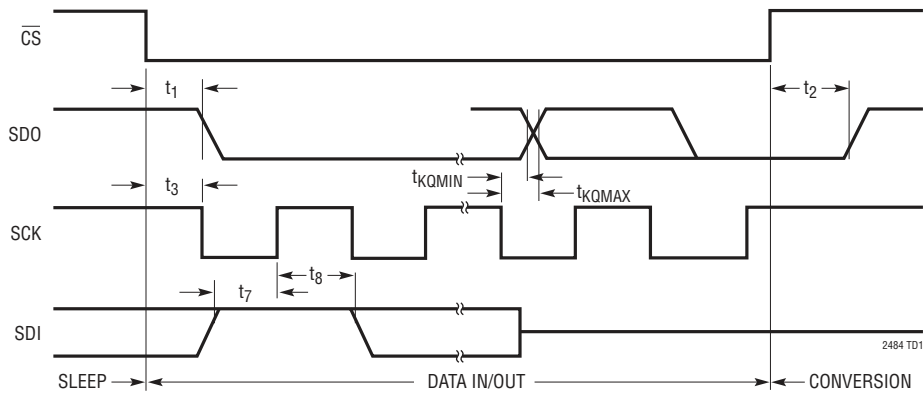 CS
t1
t2
SDO
tKQMIN
tKQMAX
t3
SCK
t8
t7
SDI
2484 TD1
SLEEP
DATA IN/OUT
CONVERSION